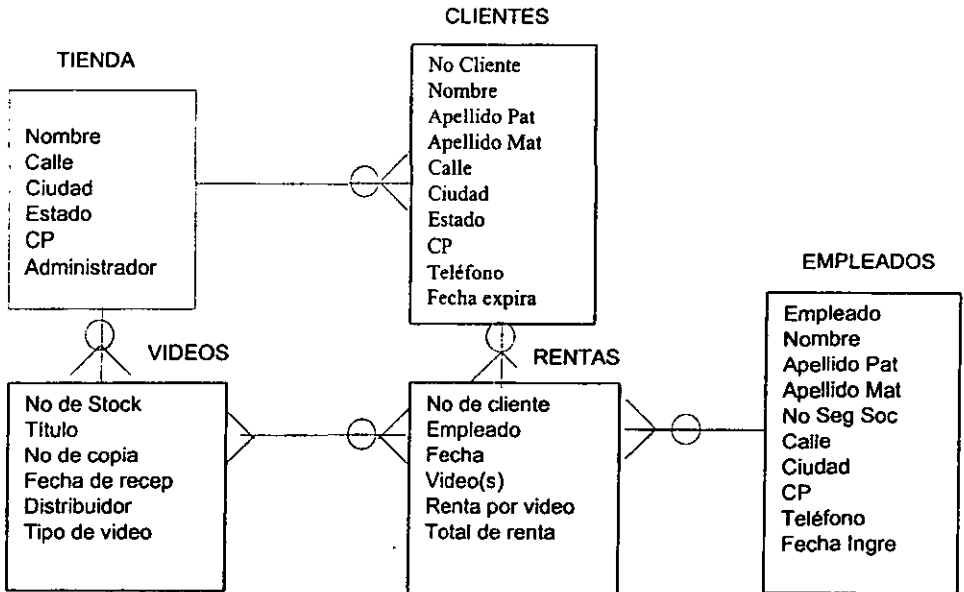 CLIENTES
No Cliente
Nombre
Apellido Pat
Apellido Mat
Calle
Ciudad
Estado
CP
Teléfono
Fecha expira
TIENDA
Nombre
Calle
Ciudad
Estado
CP
Administrador
EMPLEADOS
Empleado
Nombre
Apellido Pat
Apellido Mat
No Seg Soc
Calle
Ciudad
CP
Teléfono
Fecha Ingre
VIDEOS
No de Stock
Título
No de copia
Fecha de recep
Distribuidor
Tipo de video
RENTAS
No de cliente
Empleado
Fecha
Video(s)
Renta por video
Total de renta